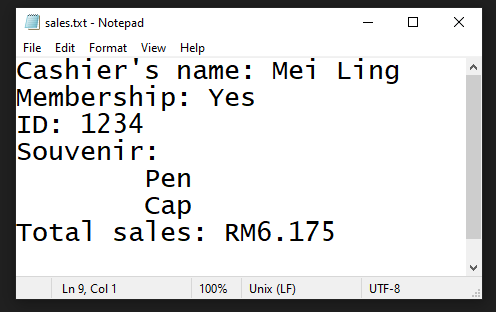 sales.txt - Notepad
File Edit Format View Help
Cashier's name: Mei Ling
Membership: Yes
ID: 1234
Souvenir:
Pen
Cap
Total sales: RM6.175
Ln 9, Col 1 100% Unix (LF) UTF-8